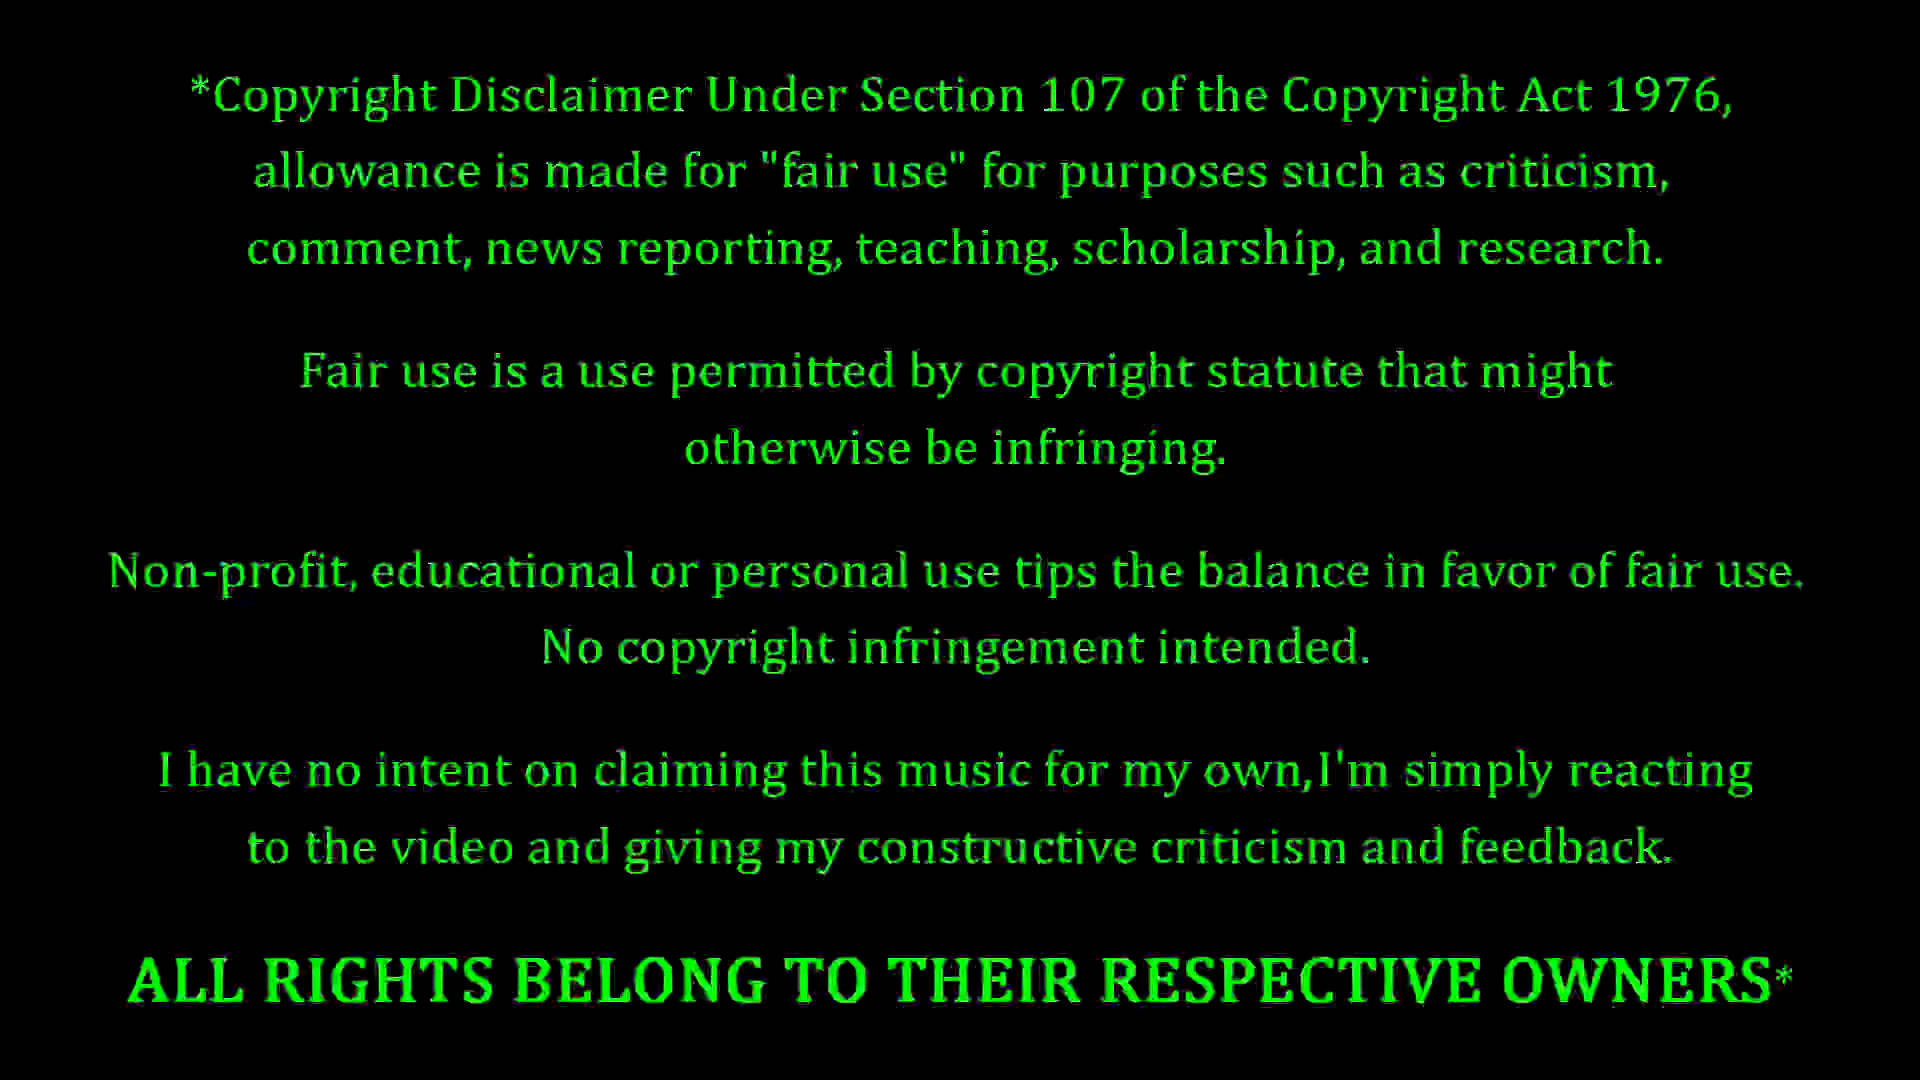 *Copyright Disclaimer Under Section 107 of the Copyright Act 1976,
allowance is made for "fair use" for purposes such as criticism,
comment, news reporting, teaching, scholarship, and research.
Fair use is a use permitted by copyright statute that might
otherwise be infringing.
Non-profit, educational or personal use tips the balance in favor of fair use.
No copyright infringement intended.
I have no intent on claiming this music for my own,I'm simply reacting
to the video and giving my constructive criticism and feedback.
ALL RIGHTS BELONG TO THEIR RESPECTIVE OWNERS*